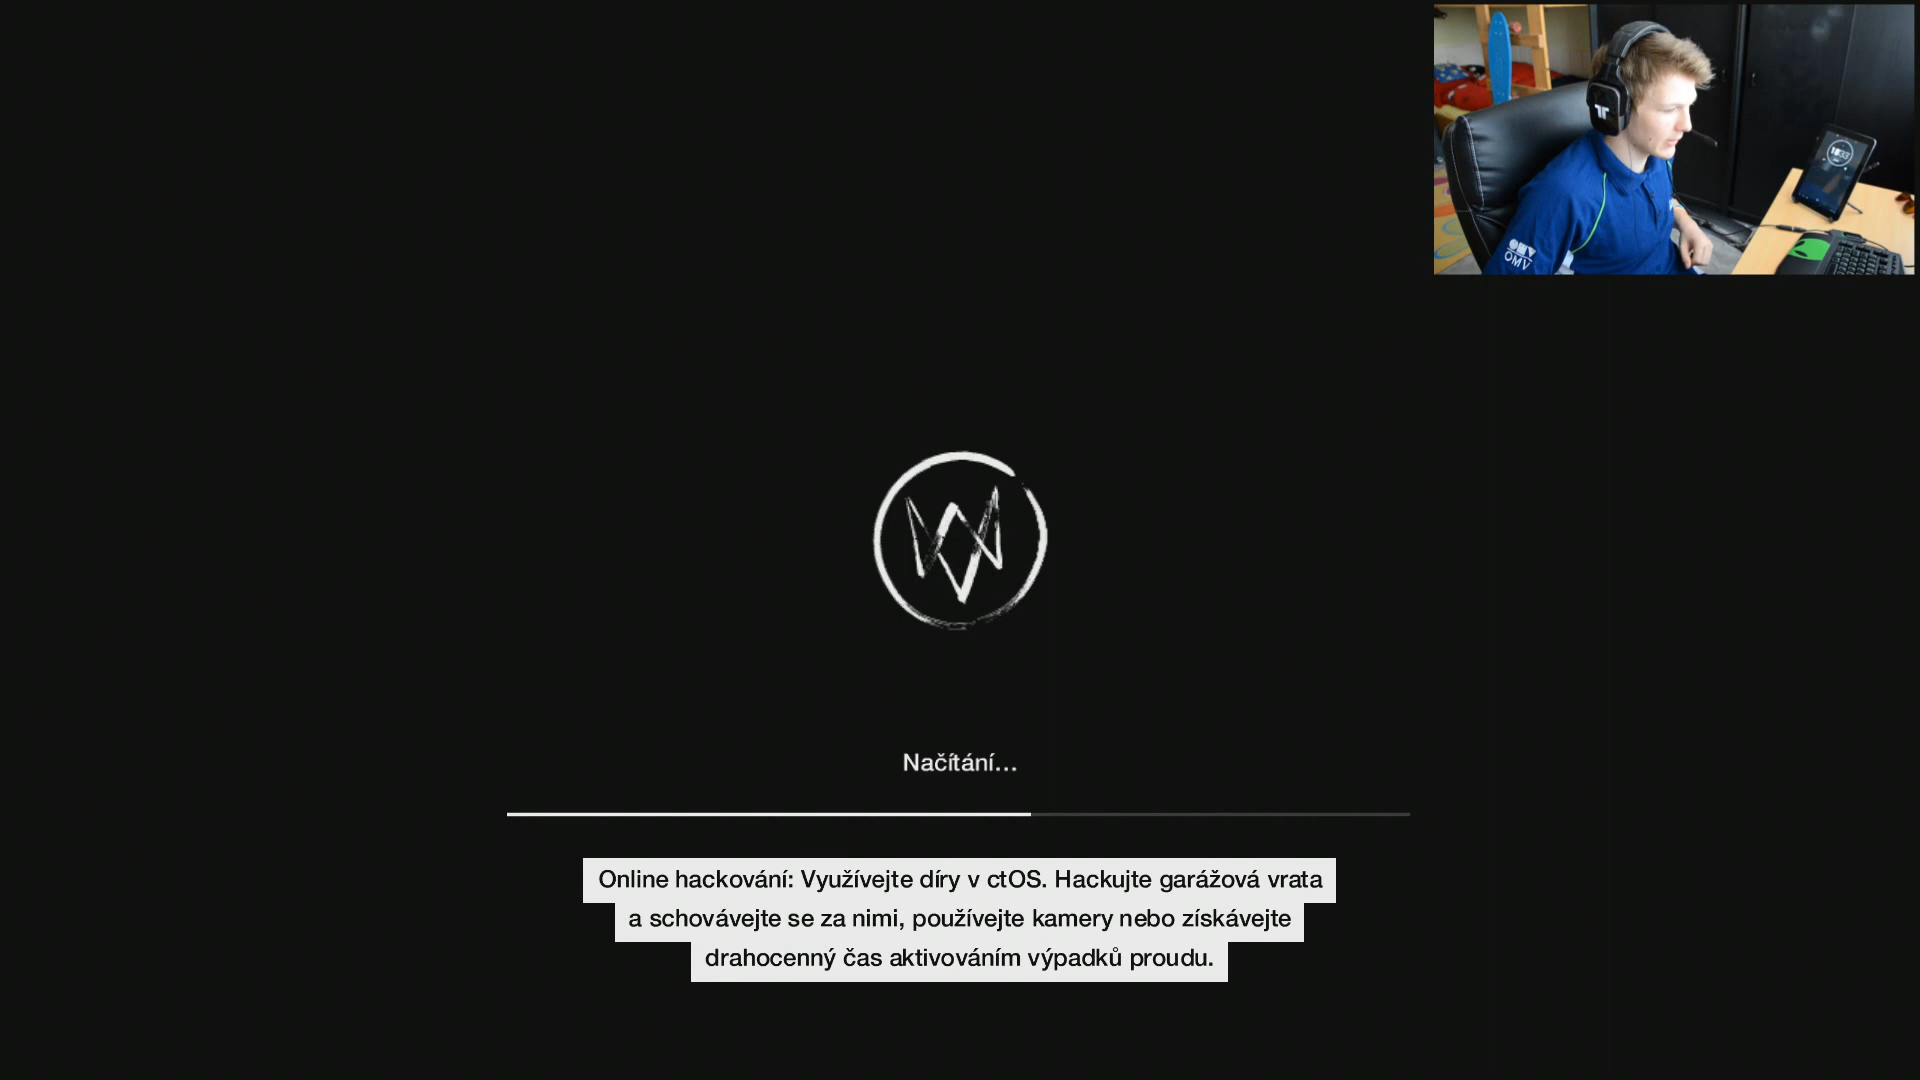 OMV
Načítání...
Online hackování: Využívejte díry v ctOS. Hackujte garážová vrata
a schovávejte se za nimi, používejte kamery nebo získávejte
drahocenný čas aktivováním výpadků proudu.